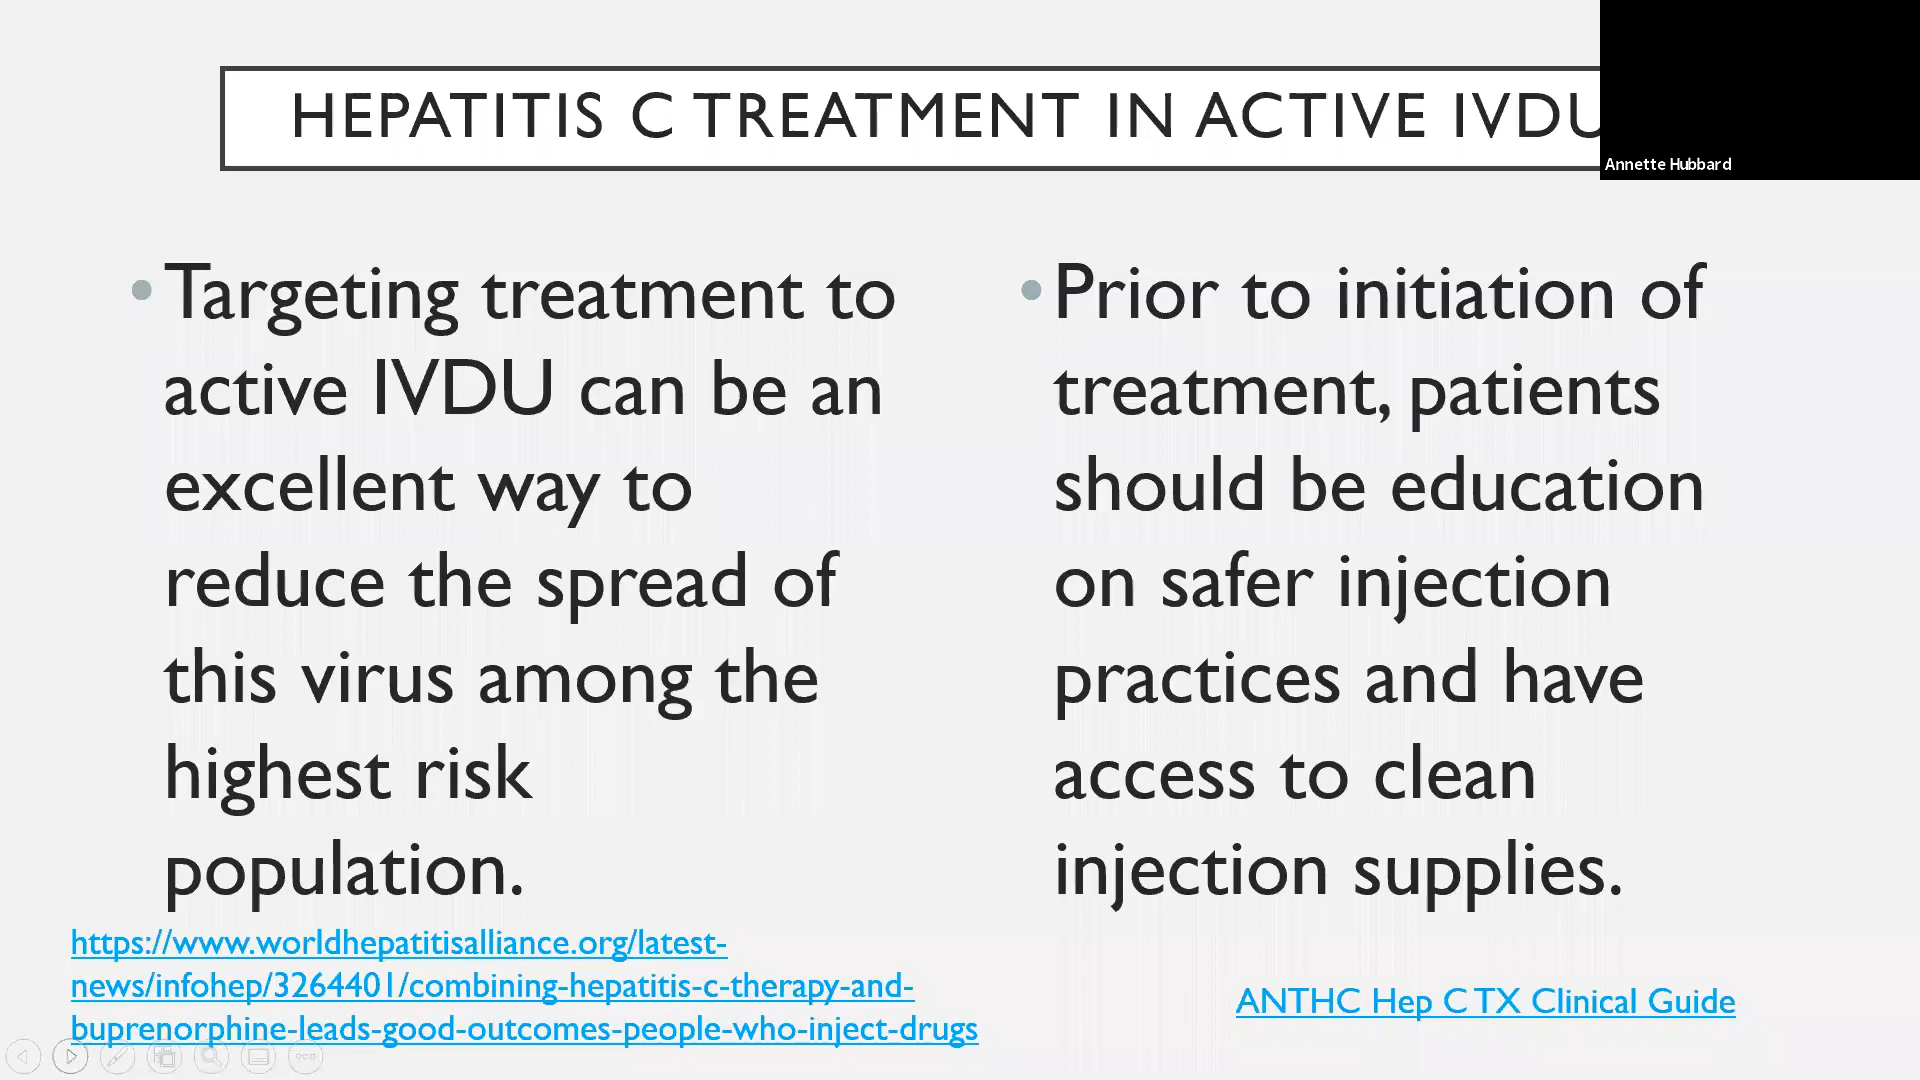 HEPATITIS C TREATMENT IN ACTIVE IVDU
Annette Hubbard
• Targeting treatment to
active IVDU can be an
excellent way to
reduce the spread of
this virus among the
highest risk
population.
https://www.worldhepatitisalliance.org/latest-
news/infohep/3264401/combining-hepatitis-c-therapy-and-
buprenorphine-leads-good-outcomes-people-who-inject-drugs
• Prior to initiation of
treatment, patients
should be education
on safer injection
practices and have
access to clean
injection supplies.
ANTHC Hep C TX Clinical Guide